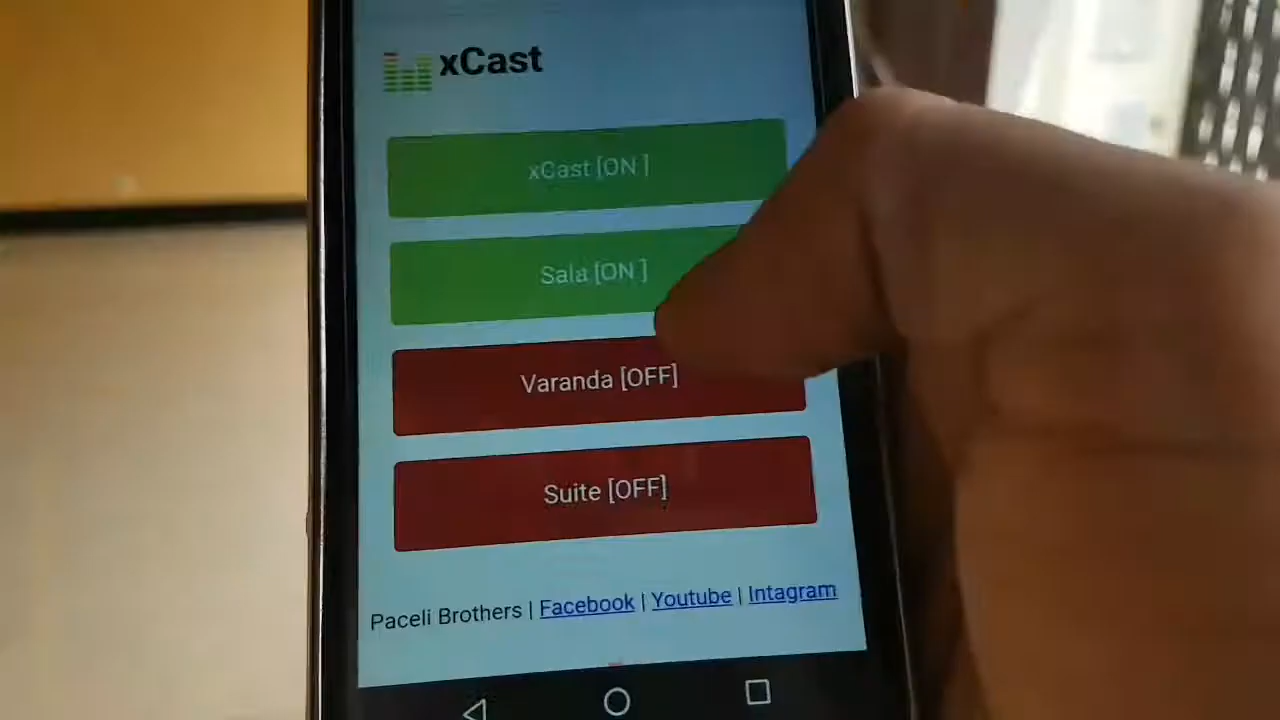 xCast
xCast [ON ]
Sala [ON ]
Varanda [OFF]
Suite [OFF]
Paceli Brothers | Facebook | Youtube | Intagram